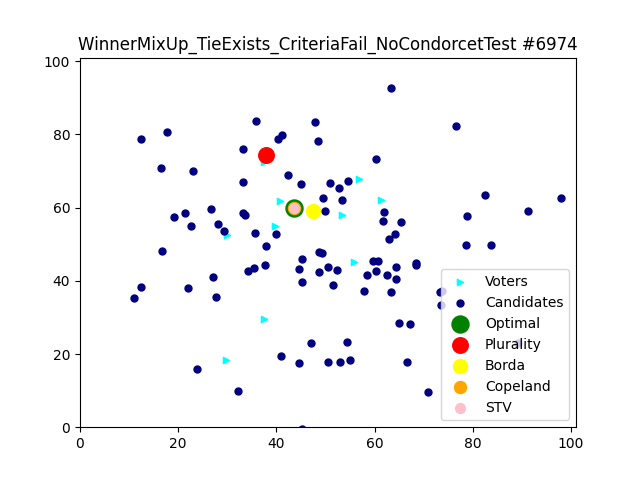 WinnerMixUp_TieExists_CriteriaFail_NoCondorcetTest #6974
100
80
60
40
20
0
0 20 40 60 80 100
Voters
Candidates
Optimal
Plurality
Borda
Copeland
STV